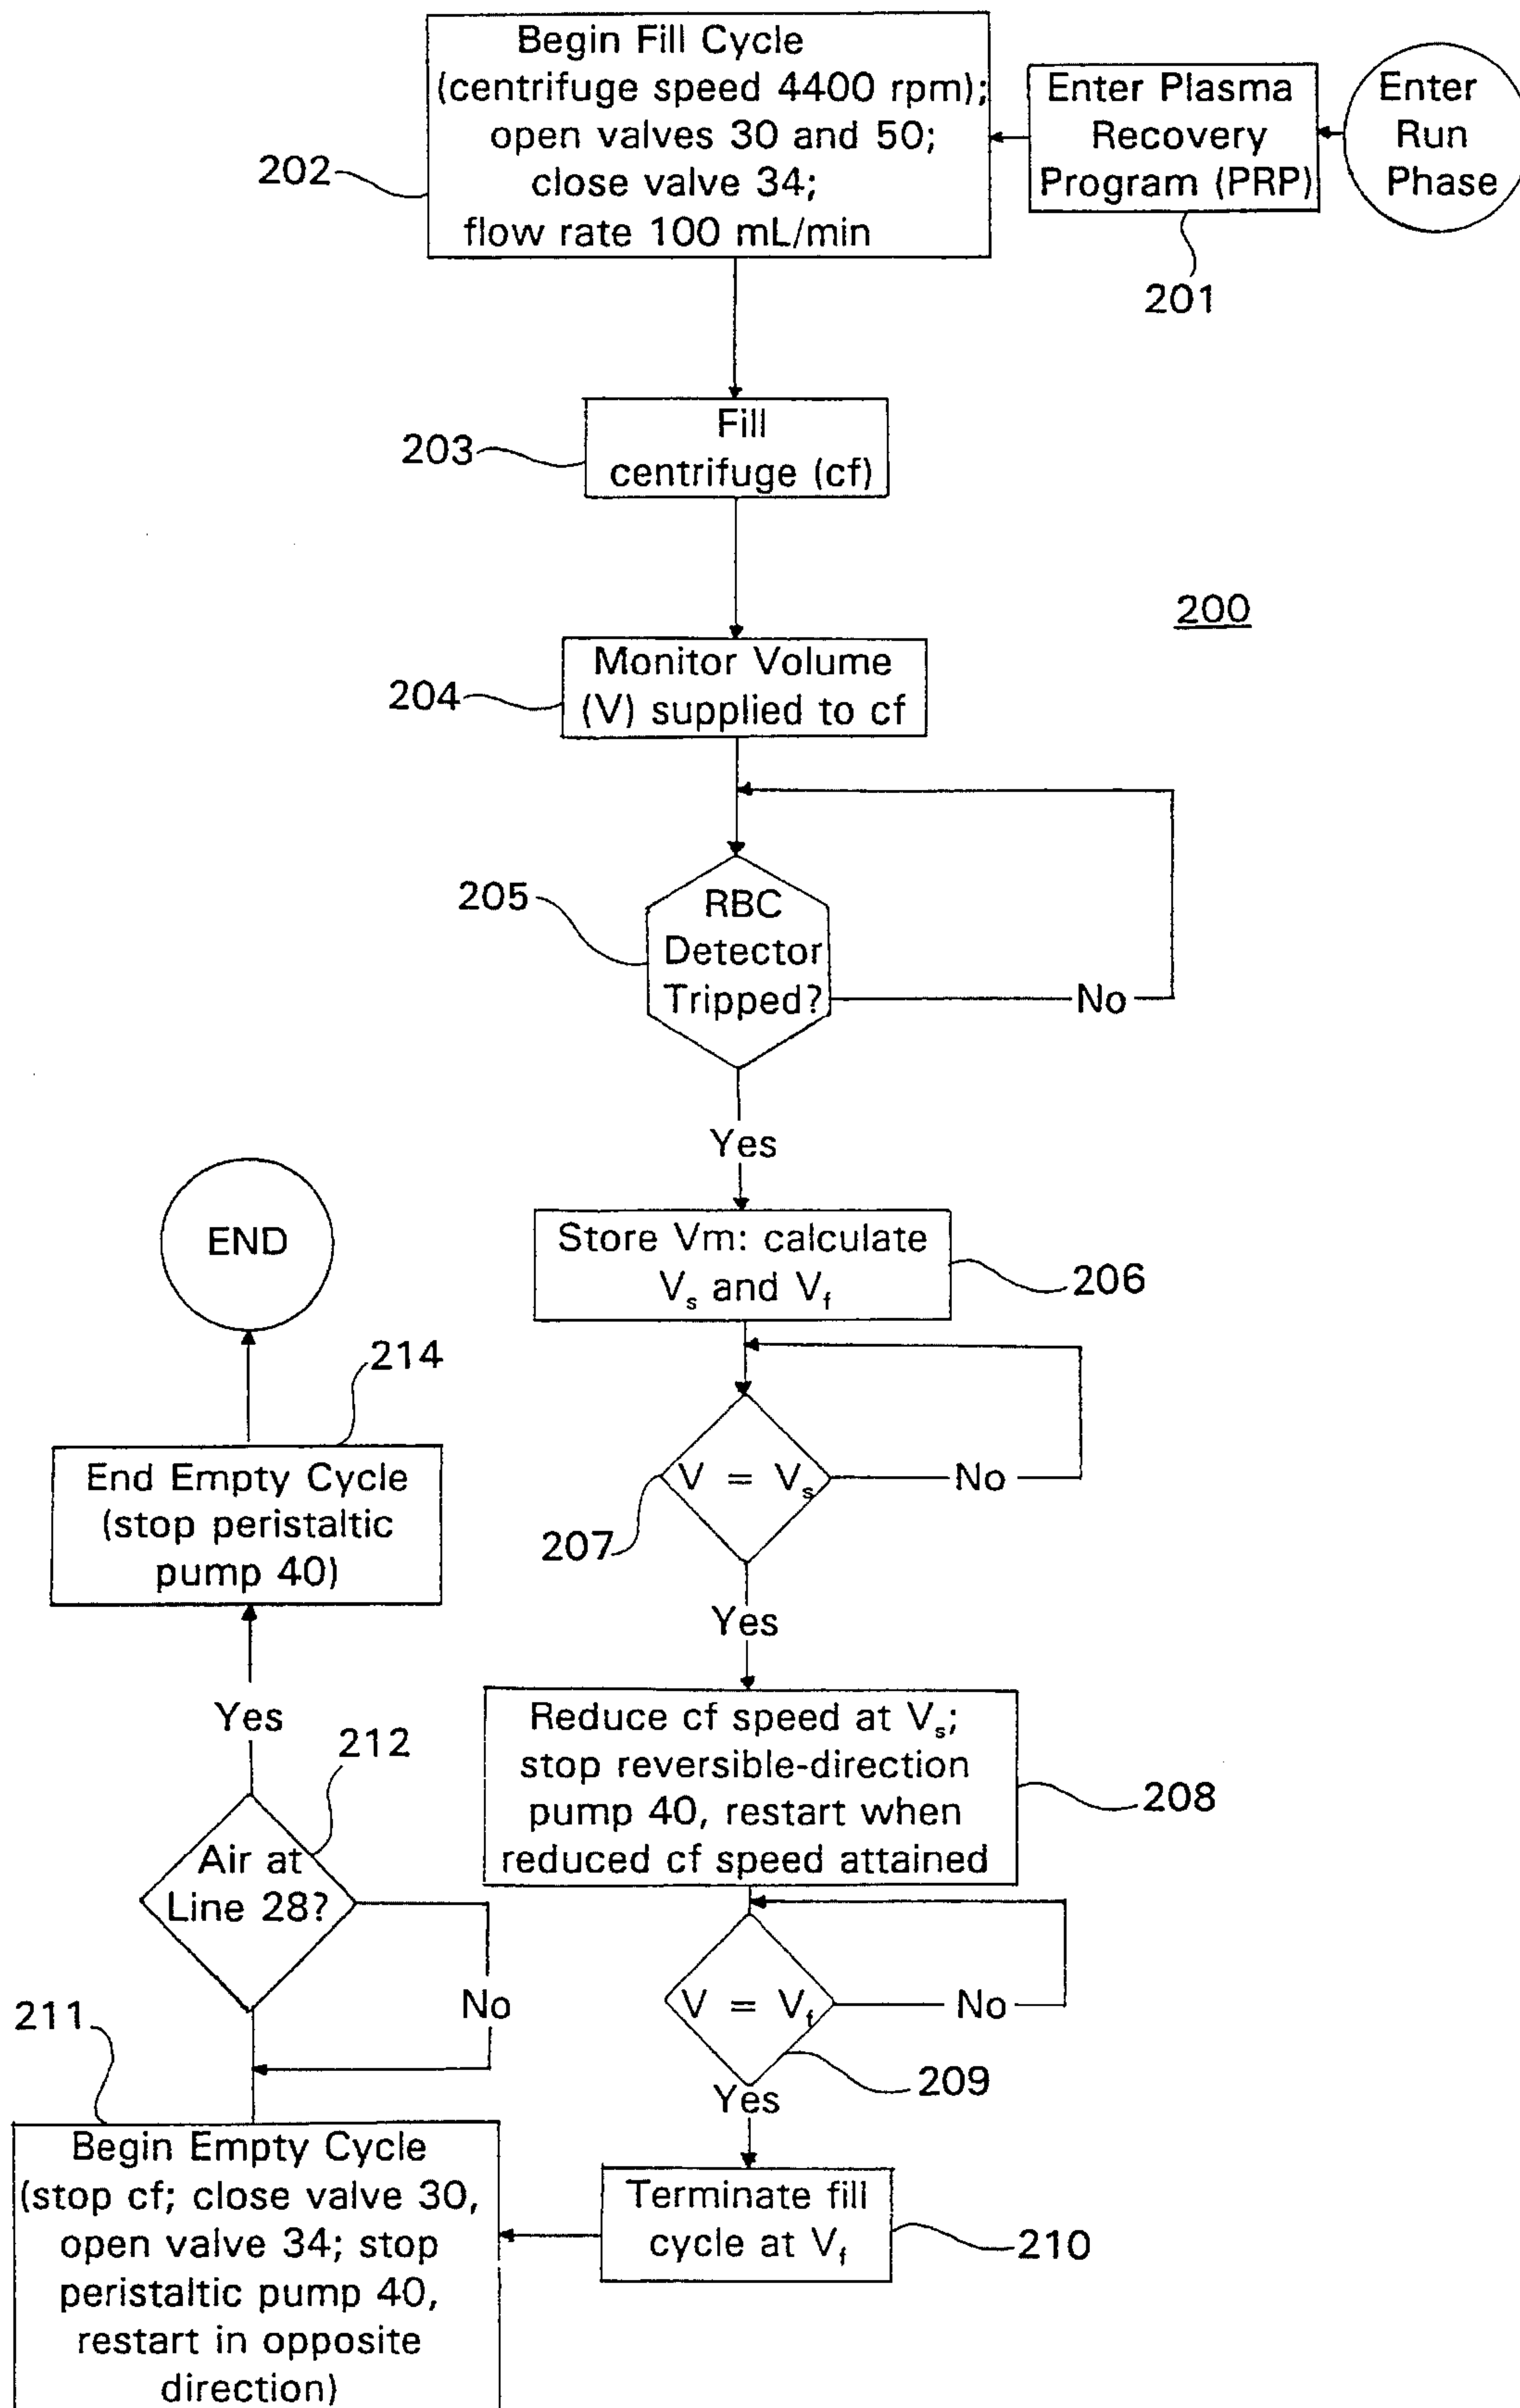 Enter
Run
Phase
Enter Plasma
Recovery
Program (PRP)
201
Begin Fill Cycle
(centrifuge speed 4400 rpm);
open valves 30 and 50;
close valve 34;
flow rate 100 mL/min
202
Fill
centrifuge (cf)
203
200
Monitor Volume
(V) supplied to cf
204
RBC
Detector
Tripped?
205
No
Yes
Store Vm: calculate
Vs and Vf
206
V = Vs
207
No
Yes
Reduce cf speed at Vs;
stop reversible-direction
pump 40, restart when
reduced cf speed attained
208
V = Vf
No
209
Yes
Terminate fill
cycle at Vf
210
211
Begin Empty Cycle
(stop cf; close valve 30,
open valve 34; stop
peristaltic pump 40,
restart in opposite
direction)
Air at
Line 28?
212
No
Yes
End Empty Cycle
(stop peristaltic
pump 40)
214
END